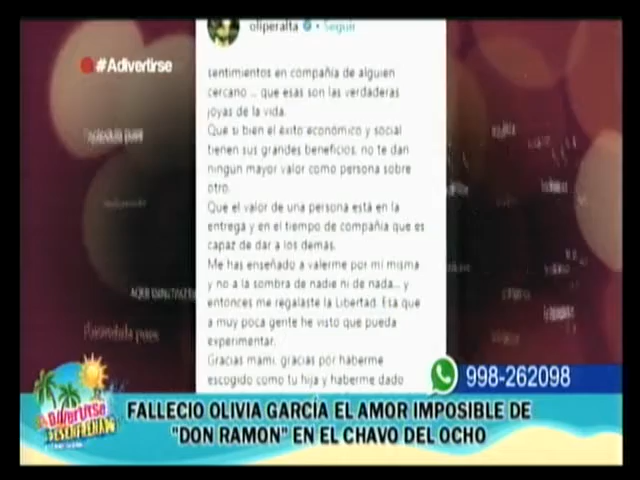 oliperalta
Seguir
#Adivertirse
sentimientos en compañía de alguien
cercano... que esas son las verdaderas
joyas de la vida.
Que si bien el éxito económico y social
tienen sus grandes beneficios, no te dan
ningún mayor valor como persona sobre
otro.
Que el valor de una persona está en la
entrega y en el tiempo de compañía que es
capaz de dar a los demás.
Me has enseñado a valerme por mi misma
y no a la sombra de nadie ni de nada... y
entonces me regalaste la Libertad. Esa que
a muy poca gente he visto que pueda
experimentar.
Gracias mami, gracias por haberme
escogido como tu hija y haberme dado
Farándula pues
998-262098
a Divertirse
FALLECIO OLIVIA GARCÍA EL AMOR IMPOSIBLE DE
"DON RAMON" EN EL CHAVO DEL OCHO